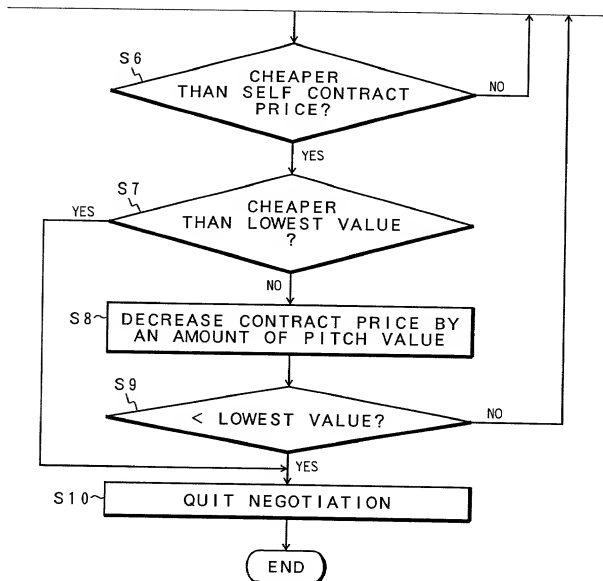 S6
CHEAPER
THAN SELF CONTRACT
PRICE?
NO
YES
S7
YES
CHEAPER
THAN LOWEST VALUE
?
NO
S8
DECREASE CONTRACT PRICE BY
AN AMOUNT OF PITCH VALUE
S9
< LOWEST VALUE?
NO
YES
S10
QUIT NEGOTIATION
END